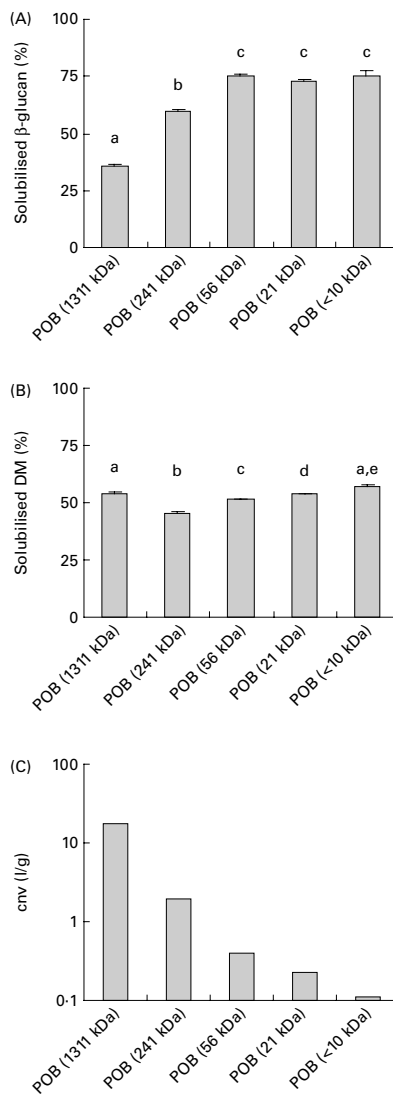 (A)
Solubilised β-glucan (%)
100
75
50
25
0
a
b
c
c
c
POB (1311 kDa)
POB (241 kDa)
POB (56 kDa)
POB (21 kDa)
POB (<10 kDa)
(B)
Solubilised DM (%)
100
75
50
25
0
a
b
c
d
a,e
POB (1311 kDa)
POB (241 kDa)
POB (56 kDa)
POB (21 kDa)
POB (<10 kDa)
(C)
cnv (l/g)
100
10
1
0·1
POB (1311 kDa)
POB (241 kDa)
POB (56 kDa)
POB (21 kDa)
POB (<10 kDa)